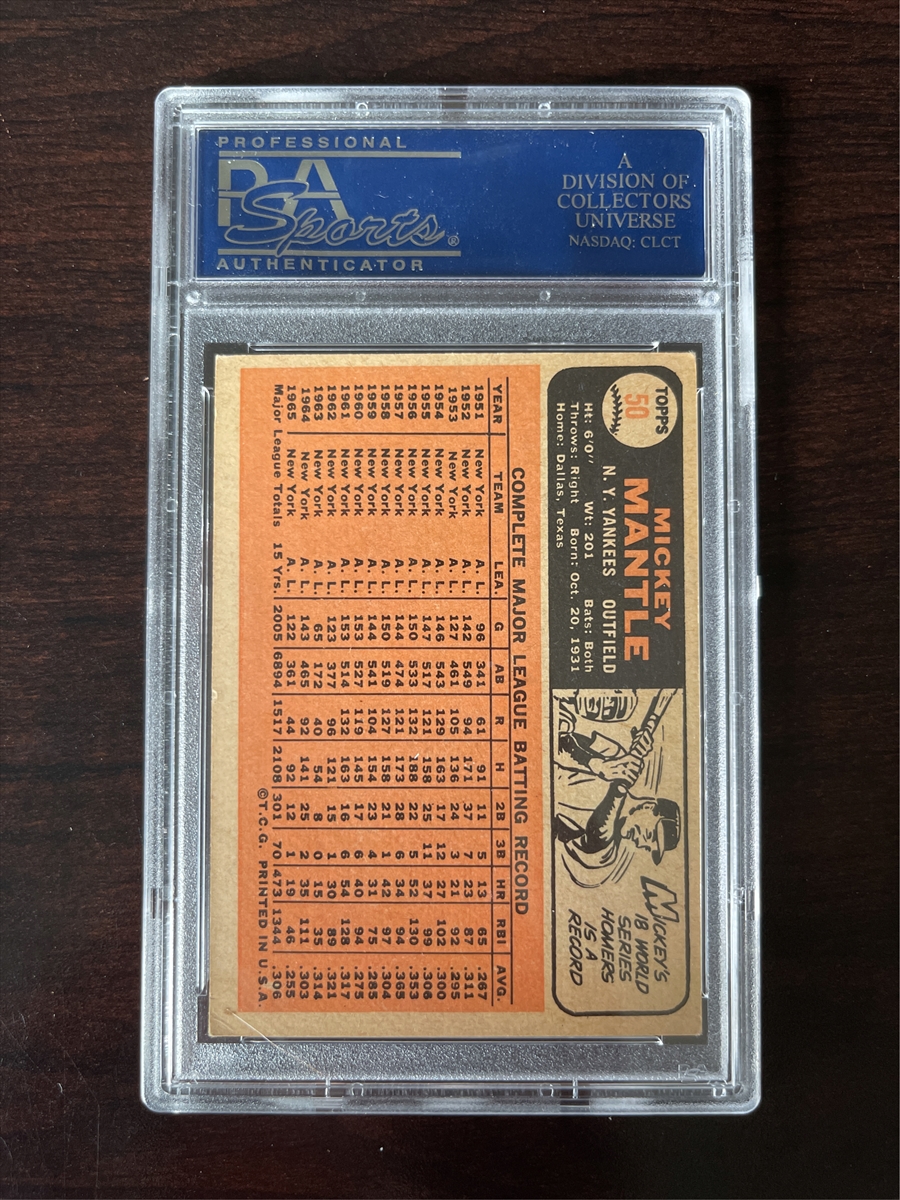 PROFESSIONAL
PSA
Sports®
AUTHENTICATOR
A
DIVISION OF
COLLECTORS
UNIVERSE
NASDAQ: CLCT
TOPPS
50
MICKEY
MANTLE
N. Y. YANKEES OUTFIELD
Ht: 6'0" Wt: 201 Bats: Both
Throws: Right Born: Oct. 20, 1931
Home: Dallas, Texas
MICKEY'S
18 WORLD
SERIES
HOMERS
IS A
RECORD
COMPLETE MAJOR LEAGUE BATTING RECORD
YEAR TEAM LEA. G AB R H 2B 3B HR RBI AVG.
1951 New York A. L. 96 341 61 91 11 5 13 65 .267
1952 New York A. L. 142 549 94 171 37 7 23 87 .311
1953 New York A. L. 127 461 105 136 24 3 21 92 .295
1954 New York A. L. 146 543 129 163 17 12 27 102 .300
1955 New York A. L. 147 517 121 158 25 11 37 99 .306
1956 New York A. L. 150 533 132 188 22 5 52 130 .353
1957 New York A. L. 144 474 121 173 28 6 34 94 .365
1958 New York A. L. 150 519 127 158 21 1 42 97 .304
1959 New York A. L. 144 541 104 154 23 4 31 75 .285
1960 New York A. L. 153 527 119 145 17 6 40 94 .275
1961 New York A. L. 153 514 132 163 16 6 54 128 .317
1962 New York A. L. 123 377 96 121 15 1 30 89 .321
1963 New York A. L. 65 172 40 54 8 0 15 35 .314
1964 New York A. L. 143 465 92 141 25 2 35 111 .303
1965 New York A. L. 122 361 44 92 12 1 19 46 .255
Major League Totals 15 Yrs. 2005 6894 1517 2108 301 70 473 1344 .306
©T.C.G. PRINTED IN U.S.A.